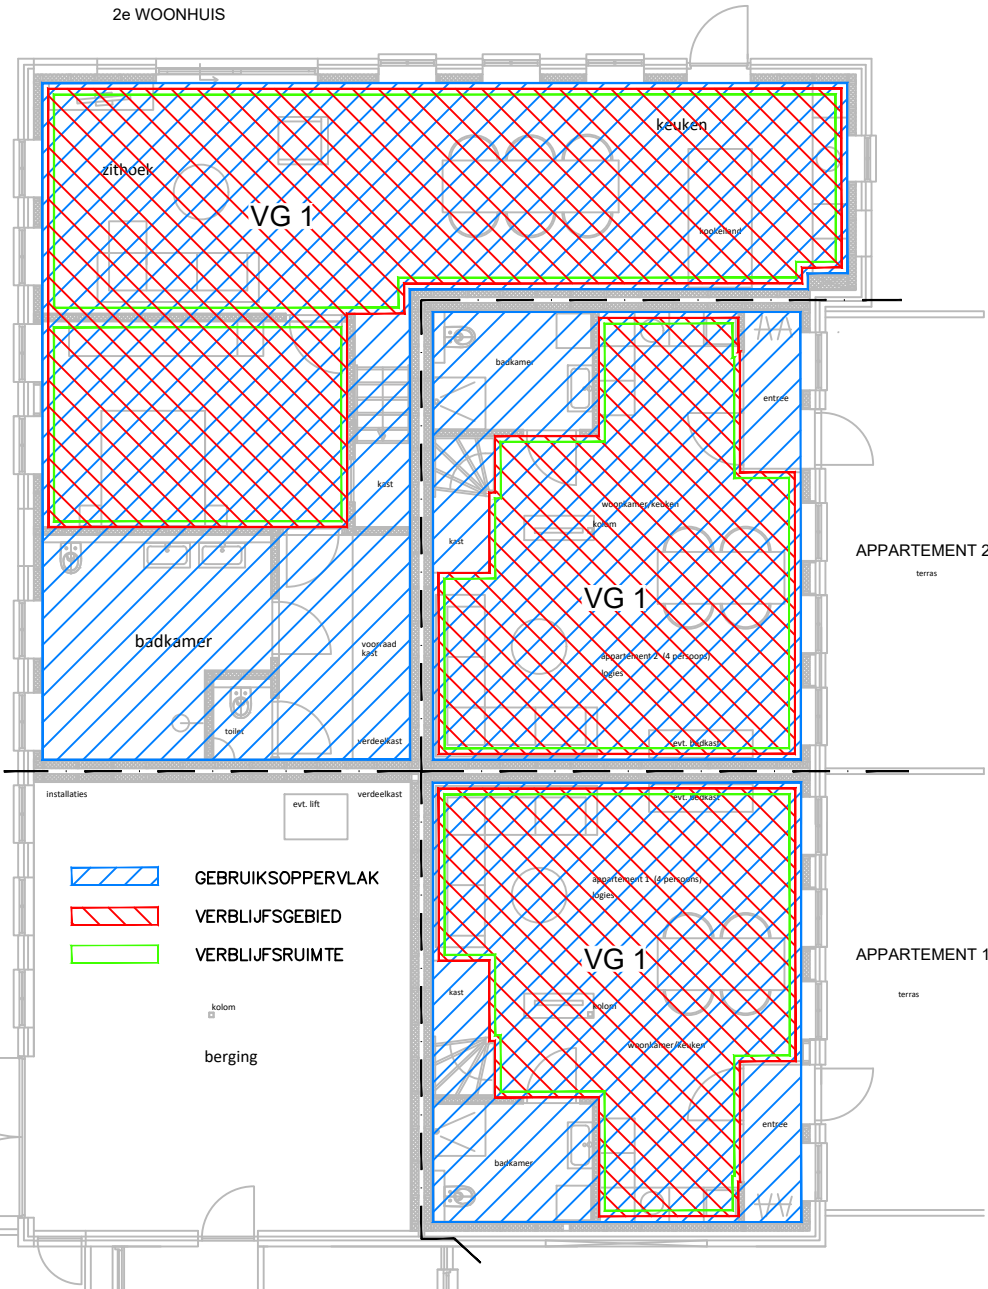 2e WOONHUIS
keuken
zithoek
VG 1
kookeiland
badkamer
entree
kast
woonkamer/keuken
kolom
kast
APPARTEMENT 2
terras
VG 1
badkamer
voorraad
kast
appartement 2 (4 persoons)
logies
toilet
verdeelkast
evt. bedkast
installaties
verdeelkast
evt. lift
evt. bedkast
GEBRUIKSOPPERVLAK
appartement 1 (4 persoons)
logies
VERBLIJFSGEBIED
VERBLIJFSRUIMTE
VG 1
APPARTEMENT 1
kast
terras
kolom
kolom
berging
woonkamer/keuken
entree
badkamer